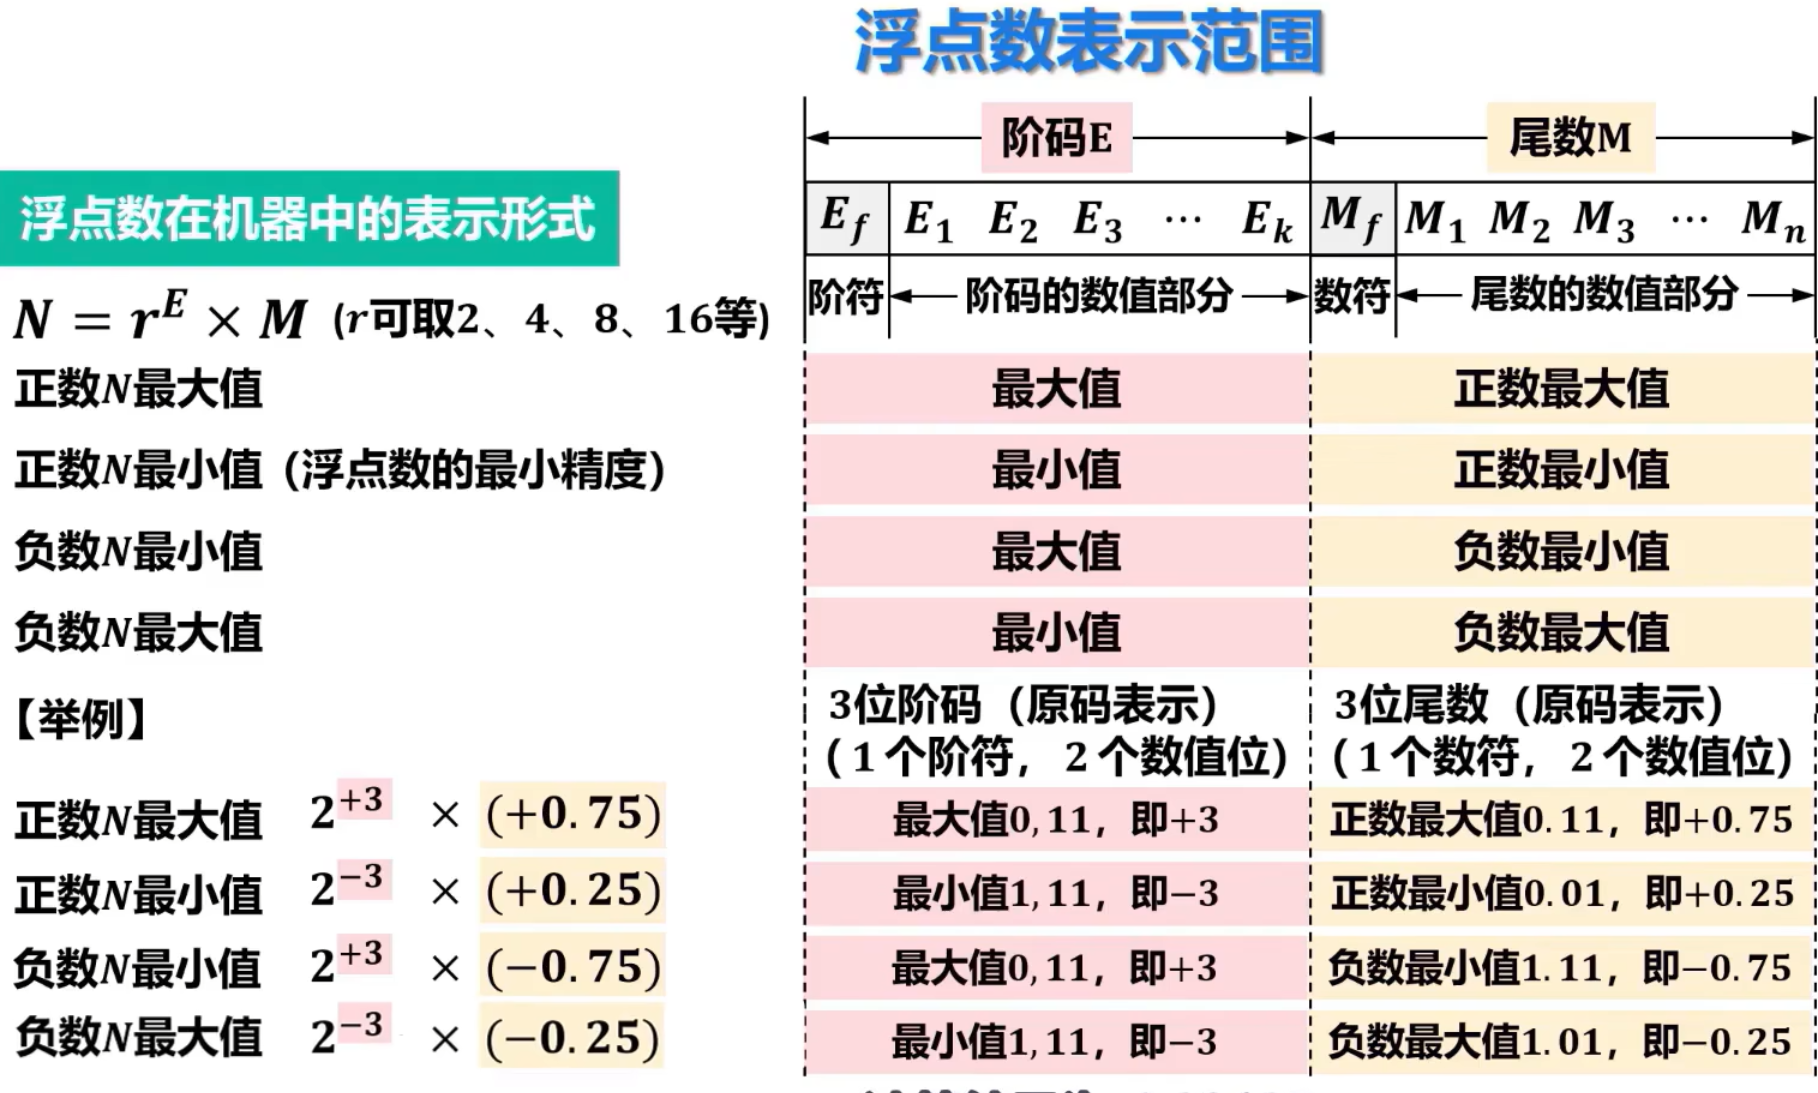 浮点数表示范围
阶码E 尾数M
浮点数在机器中的表示形式
E_f E_1 E_2 E_3 … E_k M_f M_1 M_2 M_3 … M_n
阶符 阶码的数值部分 数符 尾数的数值部分
N = r^E × M (r可取2、4、8、16等)
正数N最大值 最大值 正数最大值
正数N最小值（浮点数的最小精度） 最小值 正数最小值
负数N最小值 最大值 负数最小值
负数N最大值 最小值 负数最大值
【举例】 3位阶码（原码表示） 3位尾数（原码表示）
（1个阶符，2个数值位） （1个数符，2个数值位）
正数N最大值 2^{+3} × (+0.75) 最大值0,11，即+3 正数最大值0.11，即+0.75
正数N最小值 2^{−3} × (+0.25) 最小值1,11，即−3 正数最小值0.01，即+0.25
负数N最小值 2^{+3} × (−0.75) 最大值0,11，即+3 负数最小值1.11，即−0.75
负数N最大值 2^{−3} × (−0.25) 最小值1,11，即−3 负数最大值1.01，即−0.25